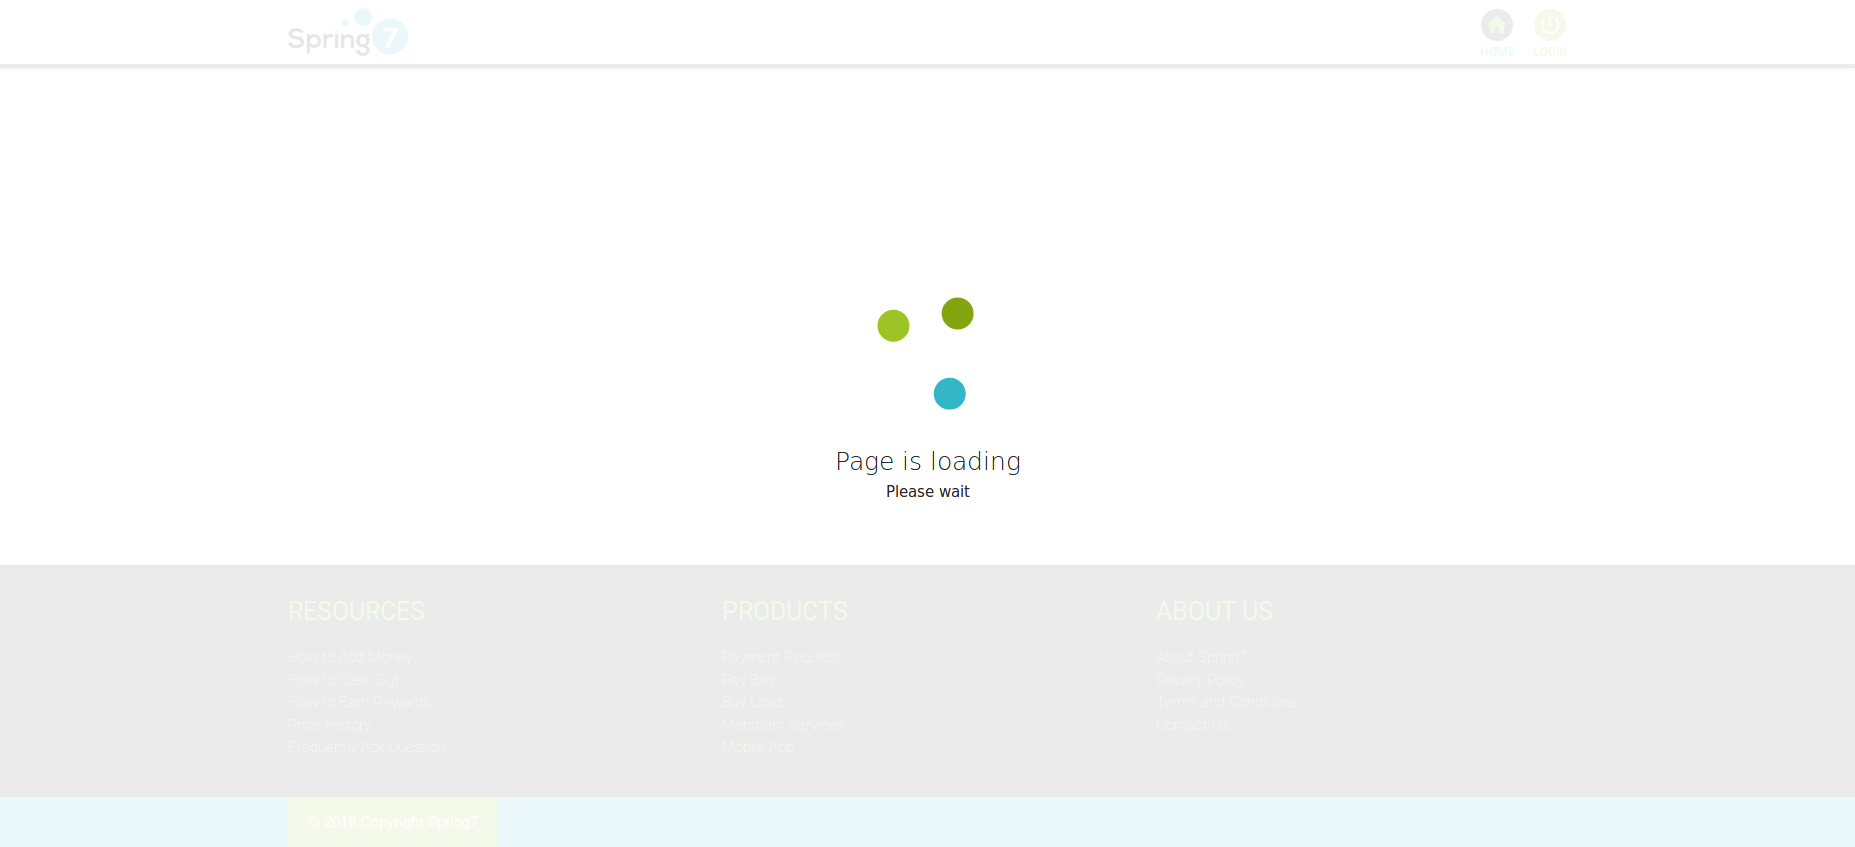 Spring7
HOME
LOGIN
Page is loading
Please wait
RESOURCES
How to Add Money
How to Cash Out
How to Earn Rewards
Price History
Frequently Ask Question
PRODUCTS
Payment Request
Pay Bills
Buy Load
Merchant Services
Mobile App
ABOUT US
About Spring7
Privacy Policy
Terms and Conditions
Contact Us
© 2018 Copyright Spring7